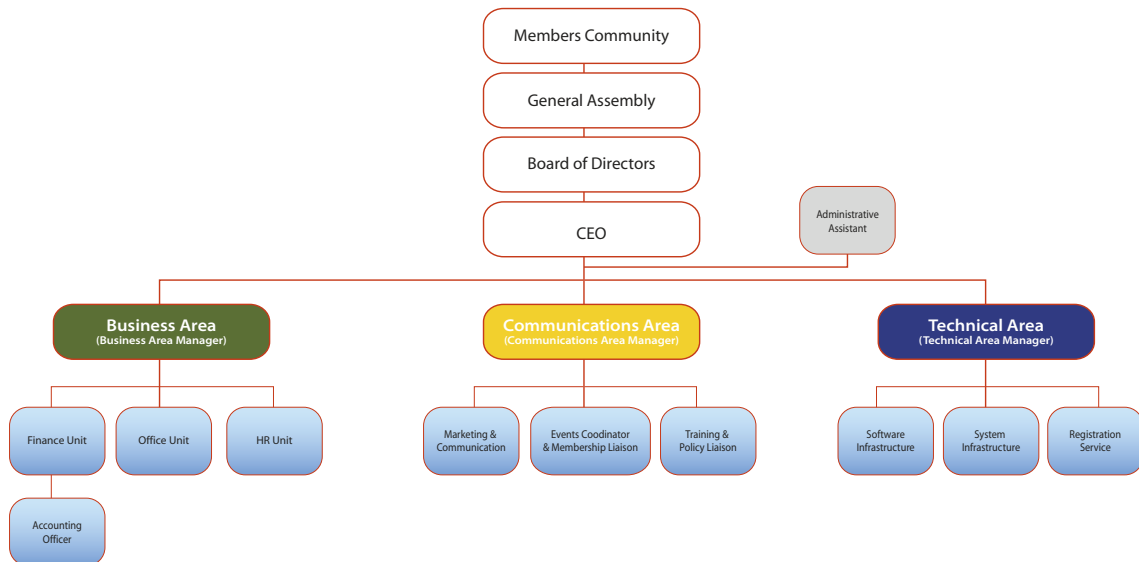 Members Community
General Assembly
Board of Directors
CEO
Administrative
Assistant
Business Area
(Business Area Manager)
Communications Area
(Communications Area Manager)
Technical Area
(Technical Area Manager)
Finance Unit
Office Unit
HR Unit
Marketing &
Communication
Events Coodinator
& Membership Liaison
Training &
Policy Liaison
Software
Infrastructure
System
Infrastructure
Registration
Service
Accounting
Officer